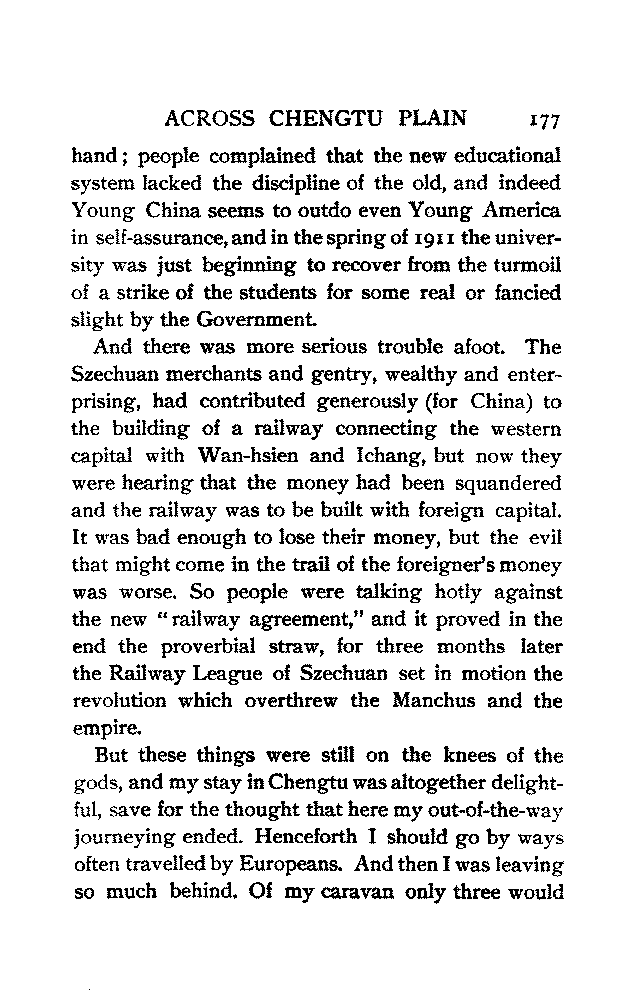 ACROSS CHENGTU PLAIN 177
hand; people complained that the new educational
system lacked the discipline of the old, and indeed
Young China seems to outdo even Young America
in self-assurance, and in the spring of 1911 the univer-
sity was just beginning to recover from the turmoil
of a strike of the students for some real or fancied
slight by the Government.
And there was more serious trouble afoot. The
Szechuan merchants and gentry, wealthy and enter-
prising, had contributed generously (for China) to
the building of a railway connecting the western
capital with Wan-hsien and Ichang, but now they
were hearing that the money had been squandered
and the railway was to be built with foreign capital.
It was bad enough to lose their money, but the evil
that might come in the trail of the foreigner's money
was worse. So people were talking hotly against
the new "railway agreement," and it proved in the
end the proverbial straw, for three months later
the Railway League of Szechuan set in motion the
revolution which overthrew the Manchus and the
empire.
But these things were still on the knees of the
gods, and my stay in Chengtu was altogether delight-
ful, save for the thought that here my out-of-the-way
journeying ended. Henceforth I should go by ways
often travelled by Europeans. And then I was leaving
so much behind. Of my caravan only three would